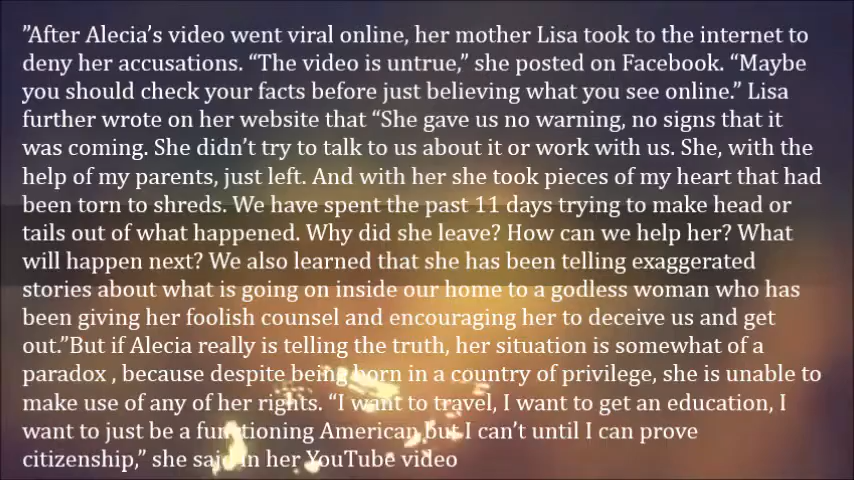 ”After Alecia’s video went viral online, her mother Lisa took to the internet to
deny her accusations. “The video is untrue,” she posted on Facebook. “Maybe
you should check your facts before just believing what you see online.” Lisa
further wrote on her website that “She gave us no warning, no signs that it
was coming. She didn’t try to talk to us about it or work with us. She, with the
help of my parents, just left. And with her she took pieces of my heart that had
been torn to shreds. We have spent the past 11 days trying to make head or
tails out of what happened. Why did she leave? How can we help her? What
will happen next? We also learned that she has been telling exaggerated
stories about what is going on inside our home to a godless woman who has
been giving her foolish counsel and encouraging her to deceive us and get
out.”But if Alecia really is telling the truth, her situation is somewhat of a
paradox , because despite being born in a country of privilege, she is unable to
make use of any of her rights. “I want to travel, I want to get an education, I
want to just be a functioning American but I can’t until I can prove
citizenship,” she said in her YouTube video